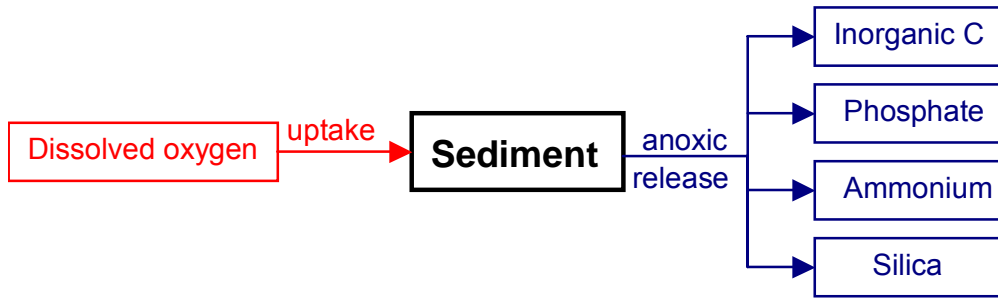 Dissolved oxygen
uptake
Sediment
anoxic
release
Inorganic C
Phosphate
Ammonium
Silica